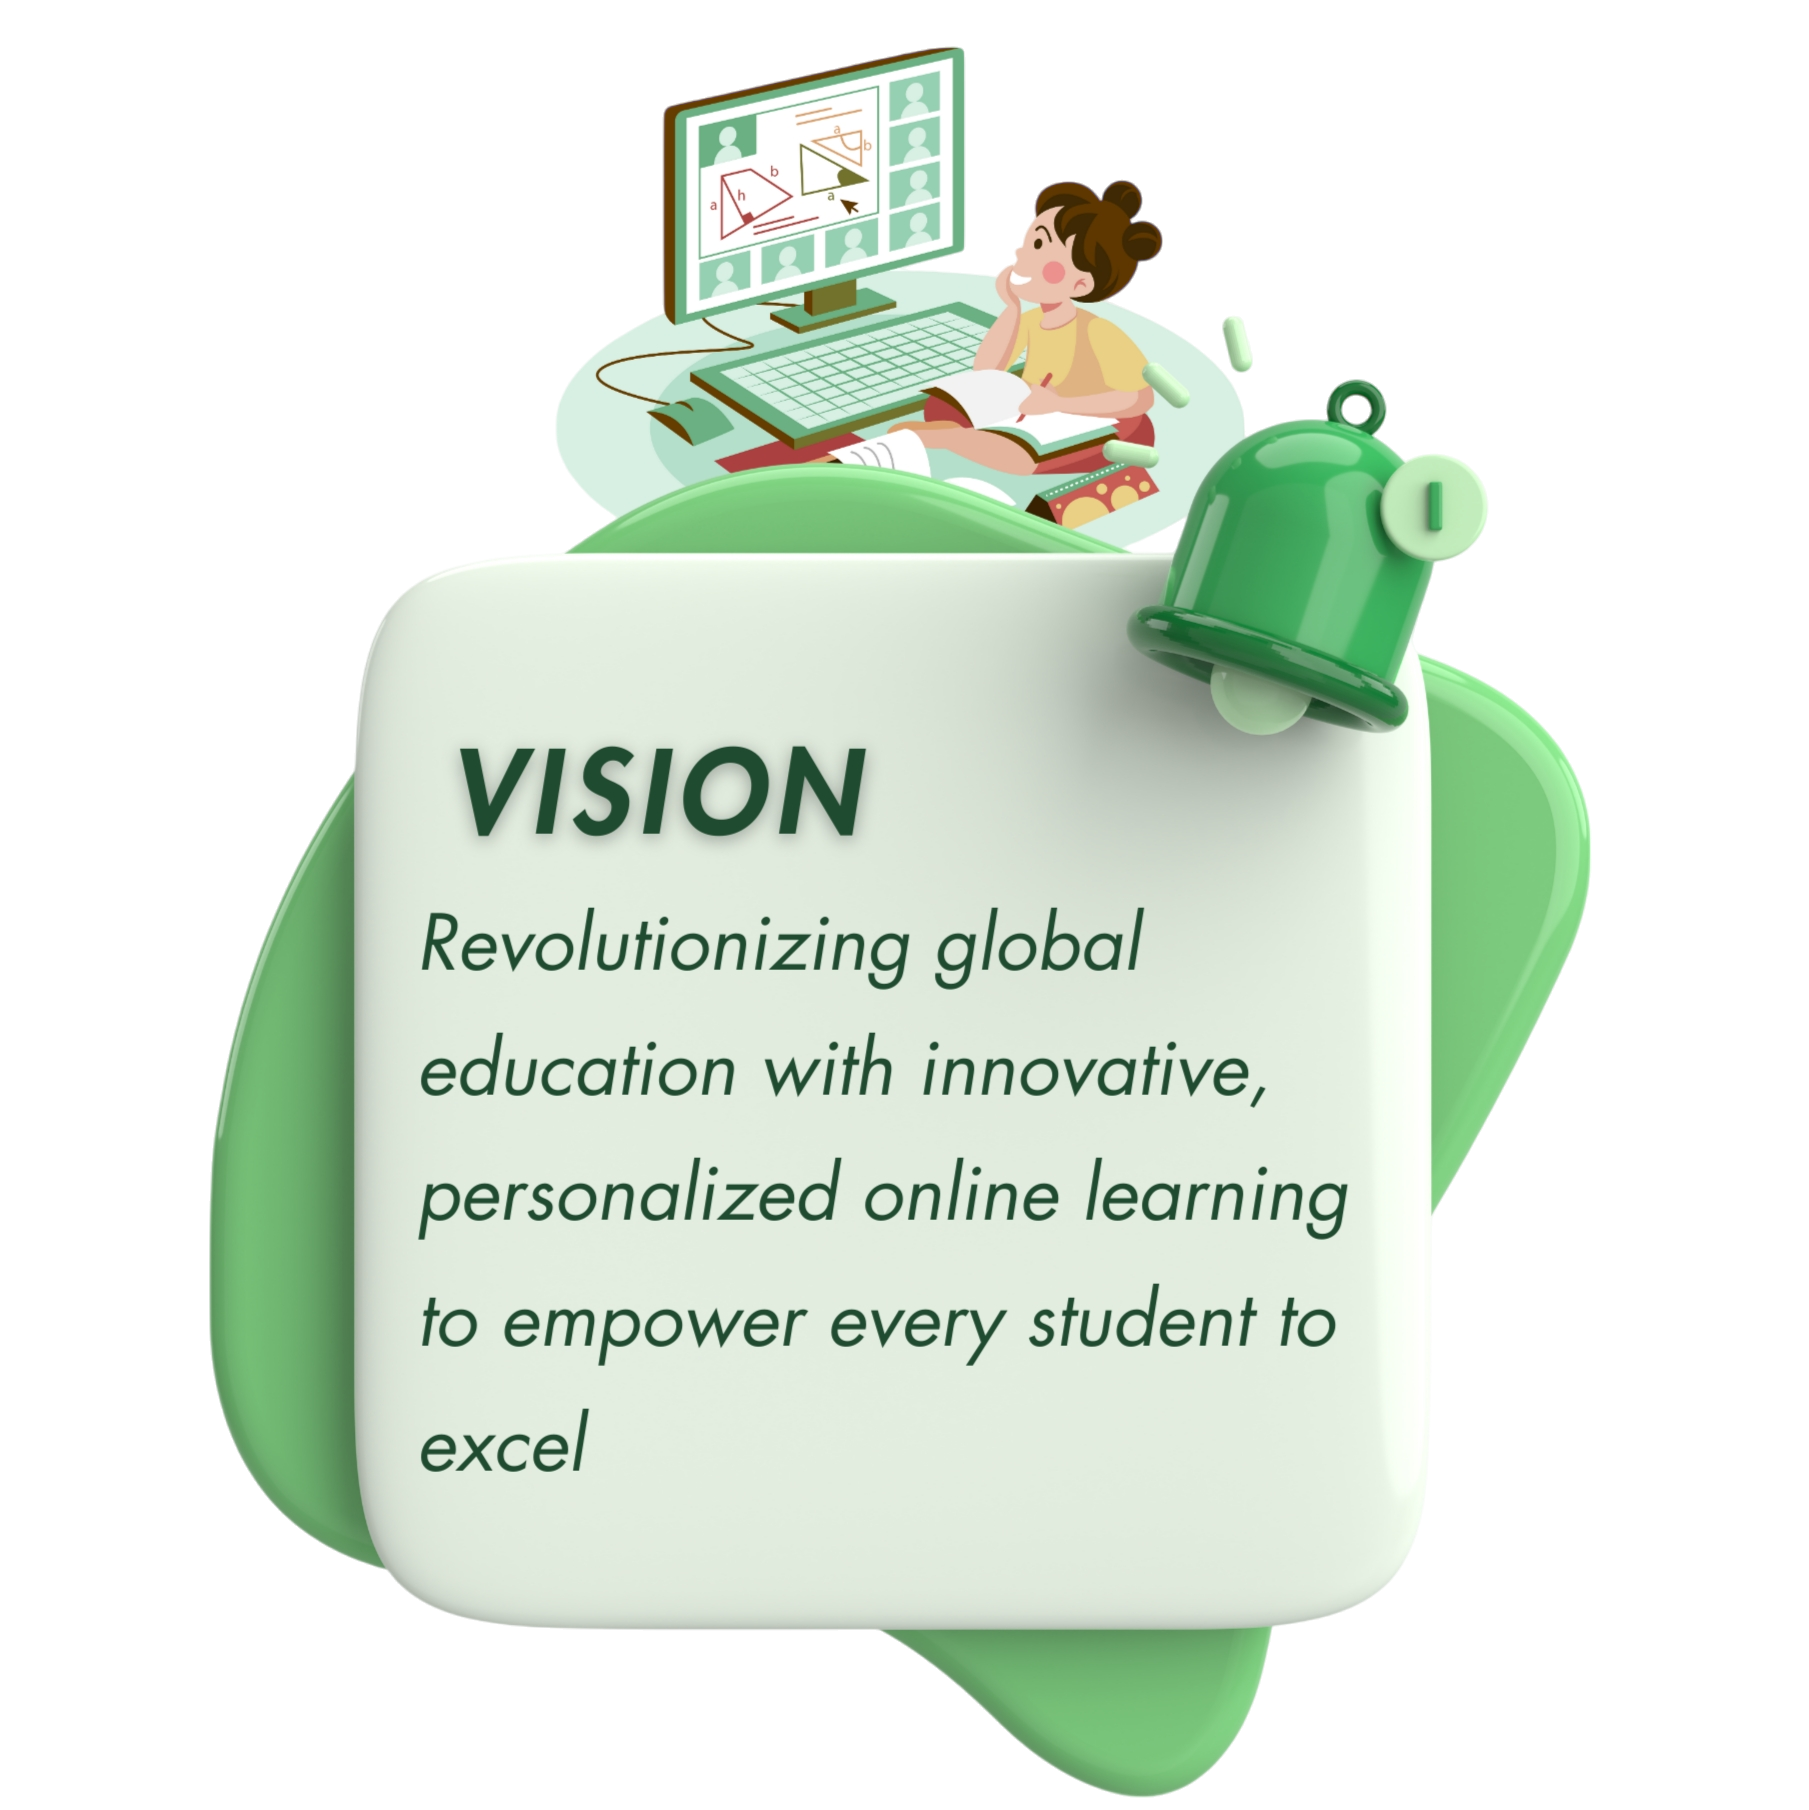 a
b
h
a
b
a
I
VISION
Revolutionizing global
education with innovative,
personalized online learning
to empower every student to
excel